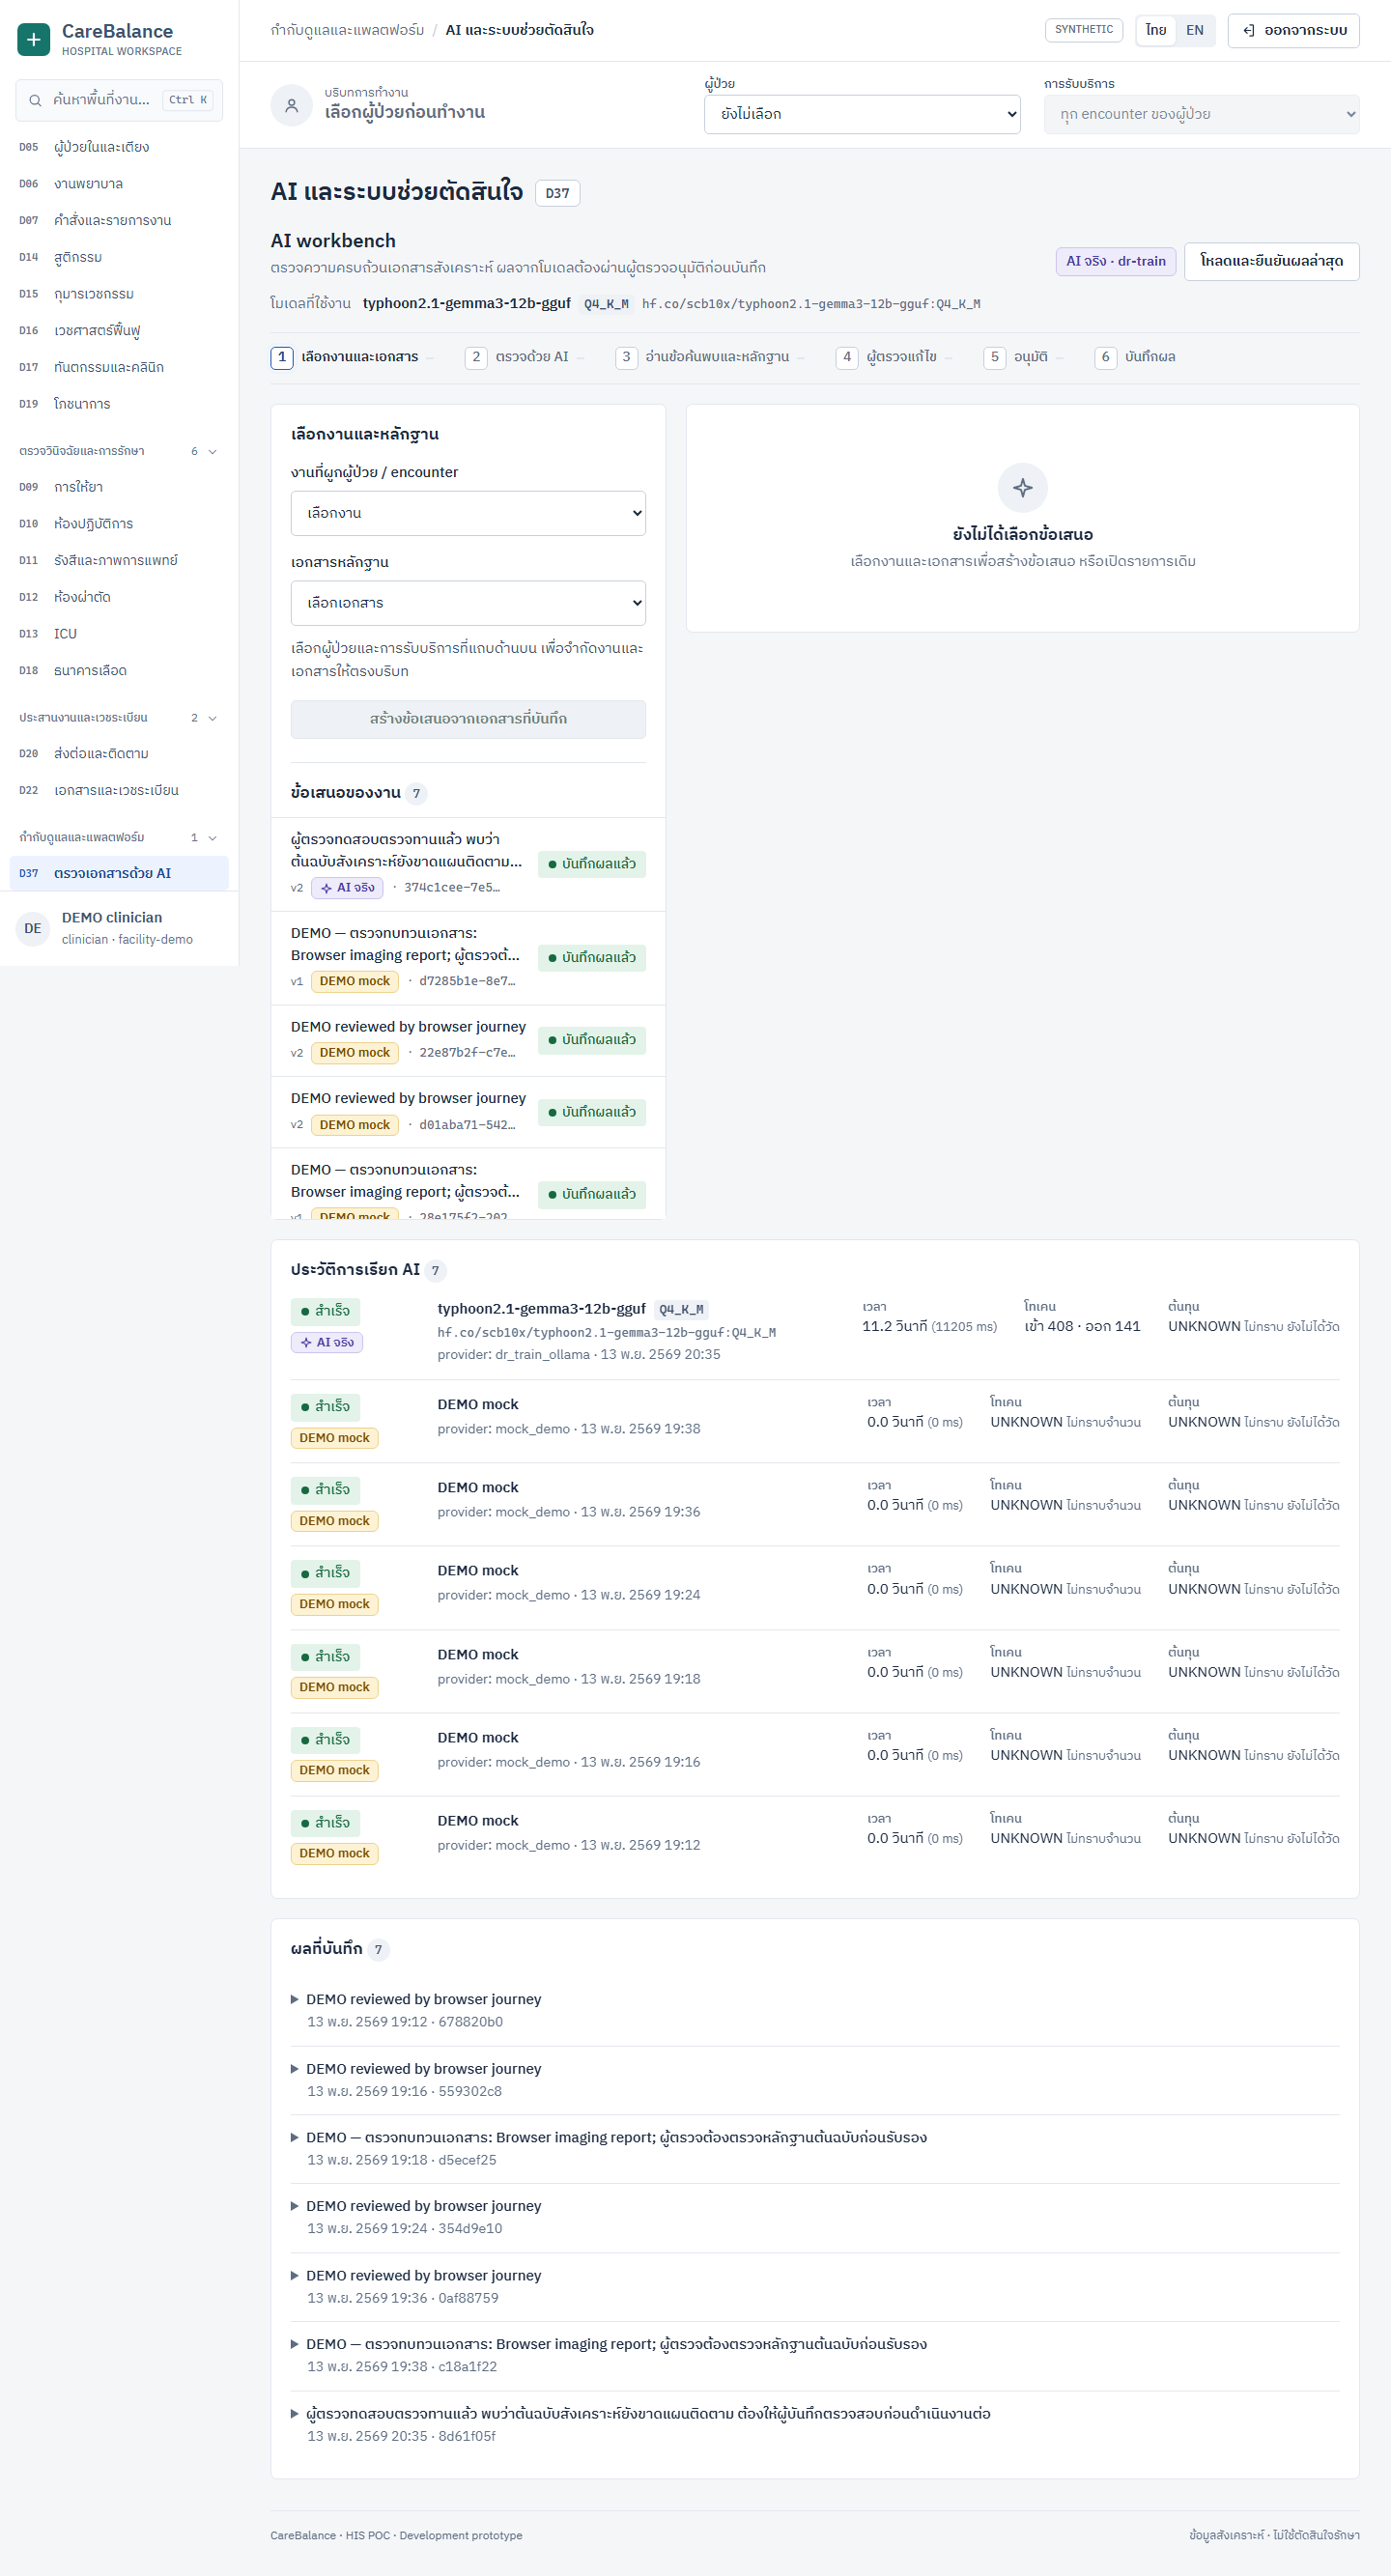 CareBalance
HOSPITAL WORKSPACE
ค้นหาพื้นที่งาน... Ctrl K
D05 ผู้ป่วยในและเตียง
D06 งานพยาบาล
D07 คำสั่งและรายการงาน
D14 สูติกรรม
D15 กุมารเวชกรรม
D16 เวชศาสตร์ฟื้นฟู
D17 ทันตกรรมและคลินิก
D19 โภชนาการ
ตรวจวินิจฉัยและการรักษา 6
D09 การให้ยา
D10 ห้องปฏิบัติการ
D11 รังสีและภาพการแพทย์
D12 ห้องผ่าตัด
D13 ICU
D18 ธนาคารเลือด
ประสานงานและเวชระเบียน 2
D20 ส่งต่อและติดตาม
D22 เอกสารและเวชระเบียน
กำกับดูแลและแพลตฟอร์ม 1
D37 ตรวจเอกสารด้วย AI
DE DEMO clinician
clinician · facility-demo
กำกับดูแลและแพลตฟอร์ม / AI และระบบช่วยตัดสินใจ
SYNTHETIC ไทย EN ออกจากระบบ
บริบทการทำงาน
เลือกผู้ป่วยก่อนทำงาน
ผู้ป่วย
ยังไม่เลือก
การรับบริการ
ทุก encounter ของผู้ป่วย
AI และระบบช่วยตัดสินใจ D37
AI workbench
ตรวจความครบถ้วนเอกสารสังเคราะห์ ผลจากโมเดลต้องผ่านผู้ตรวจอนุมัติก่อนบันทึก
AI จริง · dr-train โหลดและยืนยันผลล่าสุด
โมเดลที่ใช้งาน typhoon2.1-gemma3-12b-gguf Q4_K_M hf.co/scb10x/typhoon2.1-gemma3-12b-gguf:Q4_K_M
1 เลือกงานและเอกสาร – 2 ตรวจด้วย AI – 3 อ่านข้อค้นพบและหลักฐาน – 4 ผู้ตรวจแก้ไข – 5 อนุมัติ – 6 บันทึกผล
เลือกงานและหลักฐาน
งานที่ผูกผู้ป่วย / encounter
เลือกงาน
เอกสารหลักฐาน
เลือกเอกสาร
เลือกผู้ป่วยและการรับบริการที่แถบด้านบน เพื่อจำกัดงานและ
เอกสารให้ตรงบริบท
สร้างข้อเสนอจากเอกสารที่บันทึก
ยังไม่ได้เลือกข้อเสนอ
เลือกงานและเอกสารเพื่อสร้างข้อเสนอ หรือเปิดรายการเดิม
ข้อเสนอของงาน 7
ผู้ตรวจทดสอบตรวจทานแล้ว พบว่า
ต้นฉบับสังเคราะห์ยังขาดแผนติดตาม...
บันทึกผลแล้ว
v2 AI จริง · 374c1cee-7e5…
DEMO — ตรวจทบทวนเอกสาร:
Browser imaging report; ผู้ตรวจต้...
บันทึกผลแล้ว
v1 DEMO mock · d7285b1e-8e7…
DEMO reviewed by browser journey
บันทึกผลแล้ว
v2 DEMO mock · 22e87b2f-c7e…
DEMO reviewed by browser journey
บันทึกผลแล้ว
v2 DEMO mock · d01aba71-542…
DEMO — ตรวจทบทวนเอกสาร:
Browser imaging report; ผู้ตรวจต้...
บันทึกผลแล้ว
v1 DEMO mock · 28e175f2-202
ประวัติการเรียก AI 7
สำเร็จ
AI จริง
typhoon2.1-gemma3-12b-gguf Q4_K_M
hf.co/scb10x/typhoon2.1-gemma3-12b-gguf:Q4_K_M
provider: dr_train_ollama · 13 พ.ย. 2569 20:35
เวลา โทเคน ต้นทุน
11.2 วินาที (11205 ms) เข้า 408 · ออก 141 UNKNOWN ไม่ทราบ ยังไม่ได้วัด
สำเร็จ
DEMO mock
DEMO mock
provider: mock_demo · 13 พ.ย. 2569 19:38
เวลา โทเคน ต้นทุน
0.0 วินาที (0 ms) UNKNOWN ไม่ทราบจำนวน UNKNOWN ไม่ทราบ ยังไม่ได้วัด
สำเร็จ
DEMO mock
DEMO mock
provider: mock_demo · 13 พ.ย. 2569 19:36
เวลา โทเคน ต้นทุน
0.0 วินาที (0 ms) UNKNOWN ไม่ทราบจำนวน UNKNOWN ไม่ทราบ ยังไม่ได้วัด
สำเร็จ
DEMO mock
DEMO mock
provider: mock_demo · 13 พ.ย. 2569 19:24
เวลา โทเคน ต้นทุน
0.0 วินาที (0 ms) UNKNOWN ไม่ทราบจำนวน UNKNOWN ไม่ทราบ ยังไม่ได้วัด
สำเร็จ
DEMO mock
DEMO mock
provider: mock_demo · 13 พ.ย. 2569 19:18
เวลา โทเคน ต้นทุน
0.0 วินาที (0 ms) UNKNOWN ไม่ทราบจำนวน UNKNOWN ไม่ทราบ ยังไม่ได้วัด
สำเร็จ
DEMO mock
DEMO mock
provider: mock_demo · 13 พ.ย. 2569 19:16
เวลา โทเคน ต้นทุน
0.0 วินาที (0 ms) UNKNOWN ไม่ทราบจำนวน UNKNOWN ไม่ทราบ ยังไม่ได้วัด
สำเร็จ
DEMO mock
DEMO mock
provider: mock_demo · 13 พ.ย. 2569 19:12
เวลา โทเคน ต้นทุน
0.0 วินาที (0 ms) UNKNOWN ไม่ทราบจำนวน UNKNOWN ไม่ทราบ ยังไม่ได้วัด
ผลที่บันทึก 7
DEMO reviewed by browser journey
13 พ.ย. 2569 19:12 · 678820b0
DEMO reviewed by browser journey
13 พ.ย. 2569 19:16 · 559302c8
DEMO — ตรวจทบทวนเอกสาร: Browser imaging report; ผู้ตรวจต้องตรวจหลักฐานต้นฉบับก่อนรับรอง
13 พ.ย. 2569 19:18 · d5ecef25
DEMO reviewed by browser journey
13 พ.ย. 2569 19:24 · 354d9e10
DEMO reviewed by browser journey
13 พ.ย. 2569 19:36 · 0af88759
DEMO — ตรวจทบทวนเอกสาร: Browser imaging report; ผู้ตรวจต้องตรวจหลักฐานต้นฉบับก่อนรับรอง
13 พ.ย. 2569 19:38 · c18a1f22
ผู้ตรวจทดสอบตรวจทานแล้ว พบว่าต้นฉบับสังเคราะห์ยังขาดแผนติดตาม ต้องให้ผู้บันทึกตรวจสอบก่อนดำเนินงานต่อ
13 พ.ย. 2569 20:35 · 8d61f05f
CareBalance · HIS POC · Development prototype
ข้อมูลสังเคราะห์ · ไม่ใช้ตัดสินใจรักษา